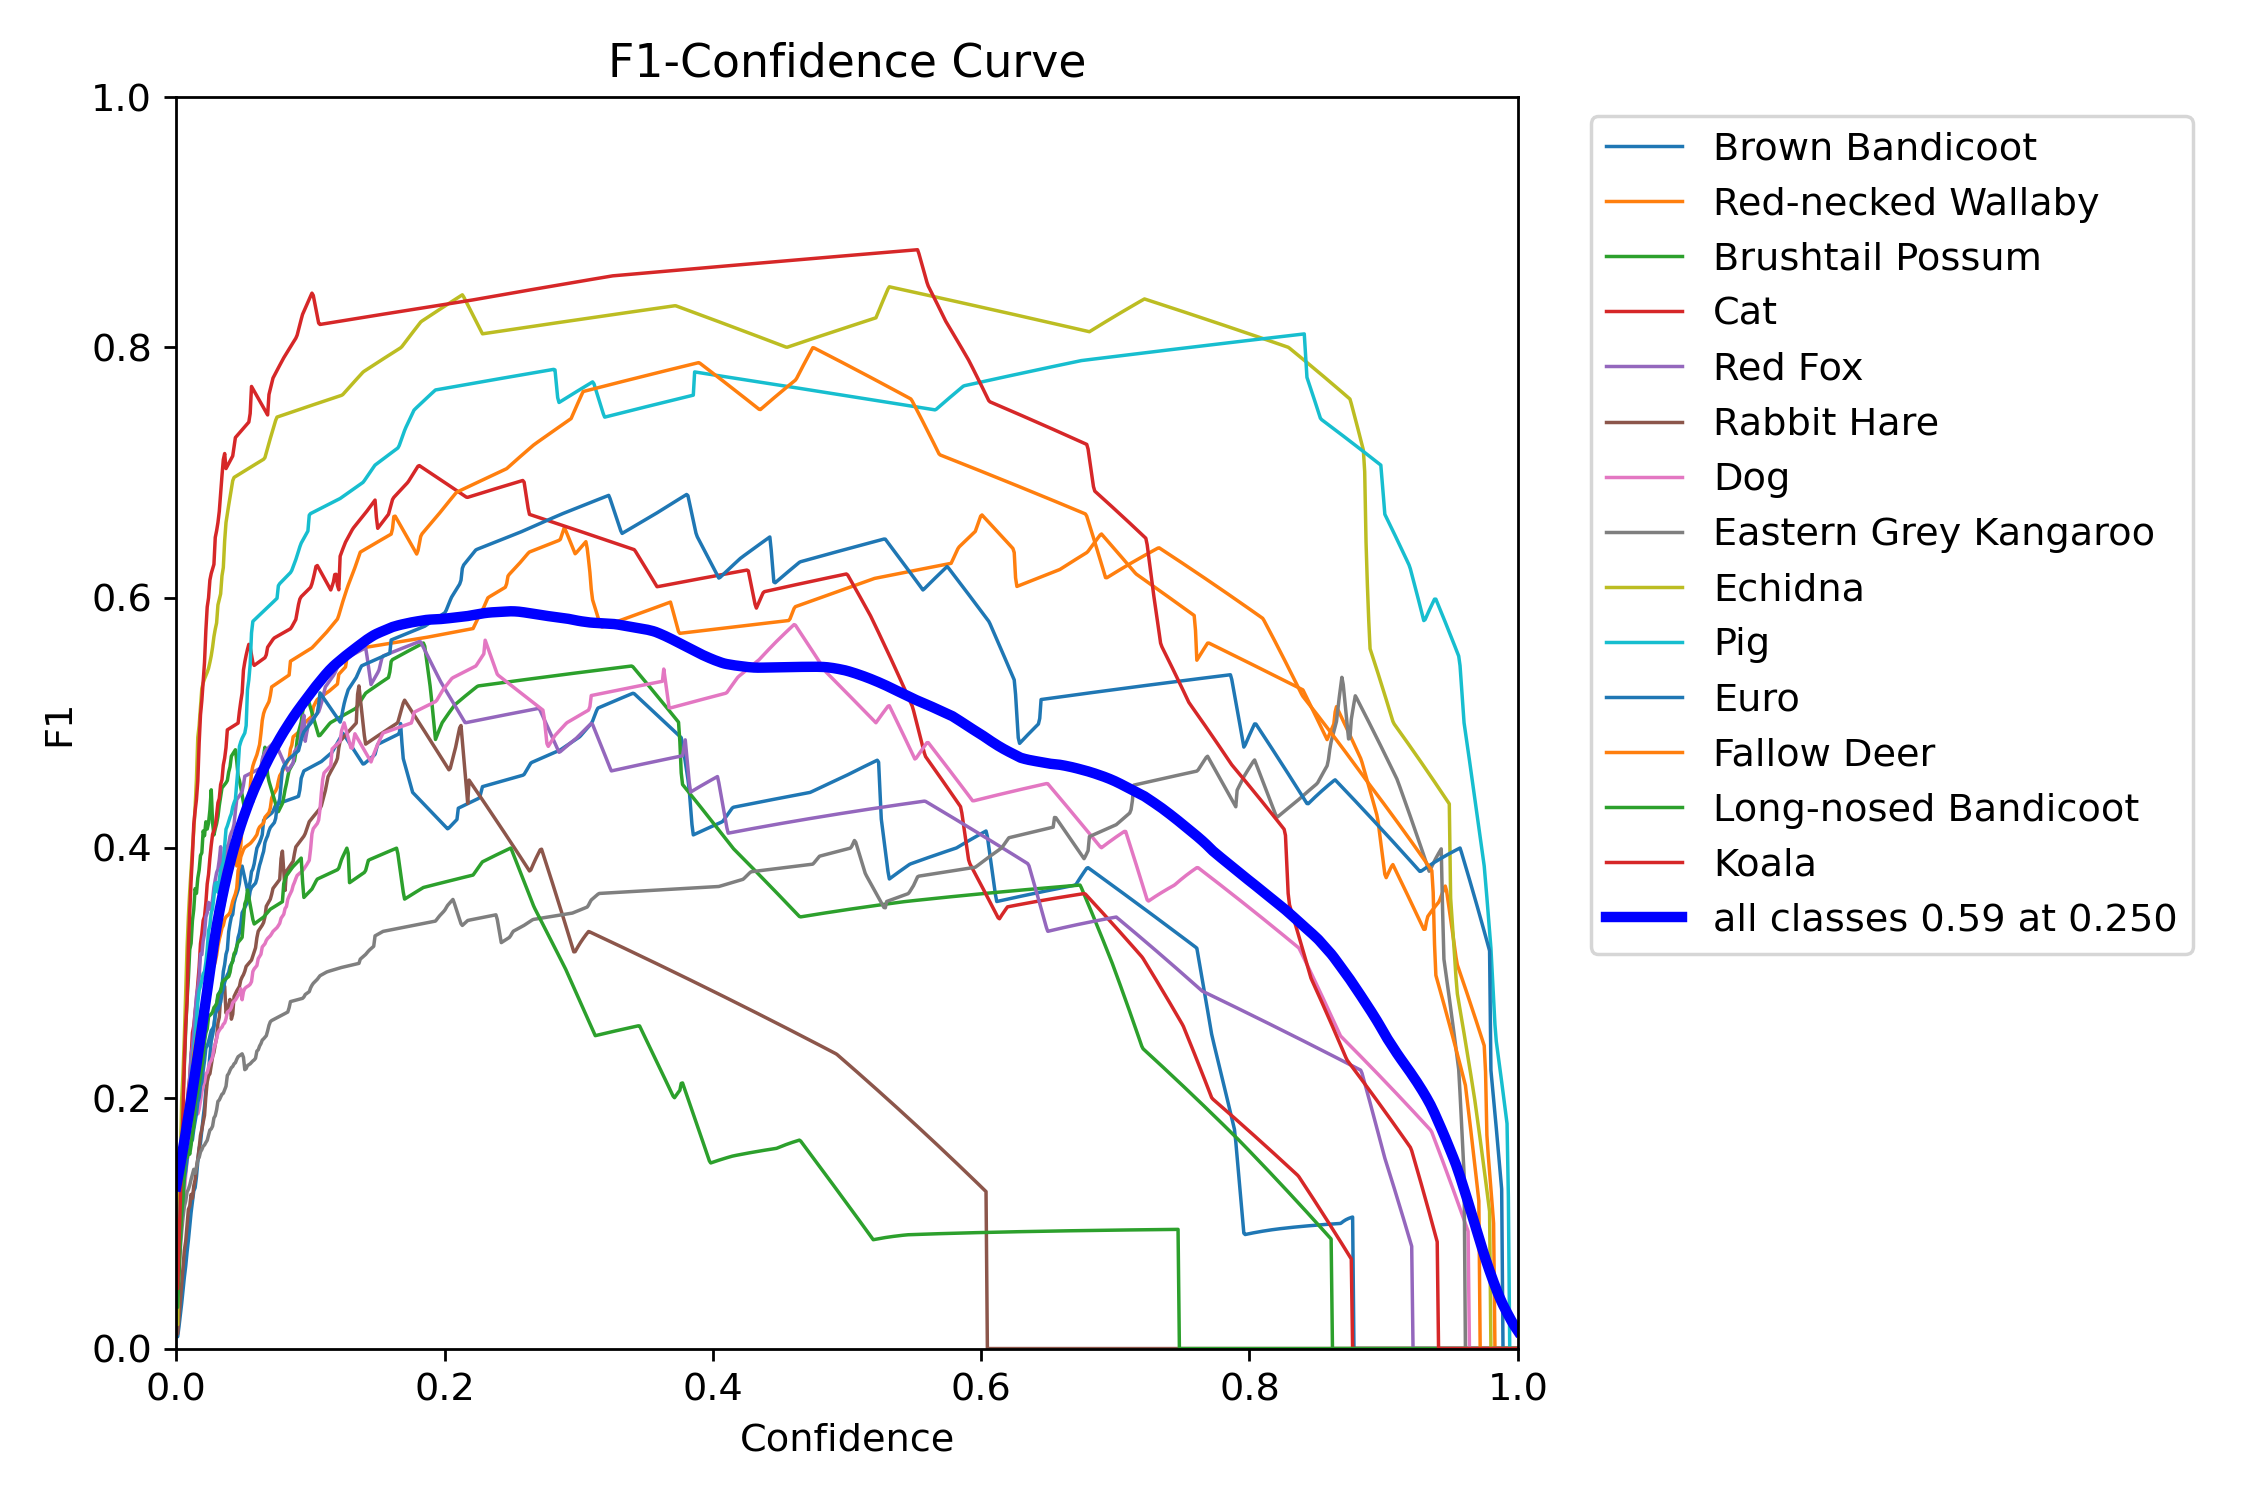 F1-Confidence Curve
1.0
0.8
0.6
0.4
0.2
0.0
F1
0.0 0.2 0.4 0.6 0.8 1.0
Confidence
Brown Bandicoot
Red-necked Wallaby
Brushtail Possum
Cat
Red Fox
Rabbit Hare
Dog
Eastern Grey Kangaroo
Echidna
Pig
Euro
Fallow Deer
Long-nosed Bandicoot
Koala
all classes 0.59 at 0.250